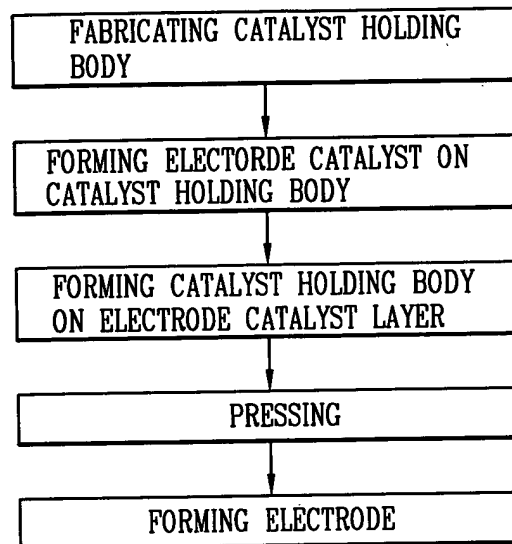 FABRICATING CATALYST HOLDING
BODY
FORMING ELECTORDE CATALYST ON
CATALYST HOLDING BODY
FORMING CATALYST HOLDING BODY
ON ELECTRODE CATALYST LAYER
PRESSING
FORMING ELECTRODE